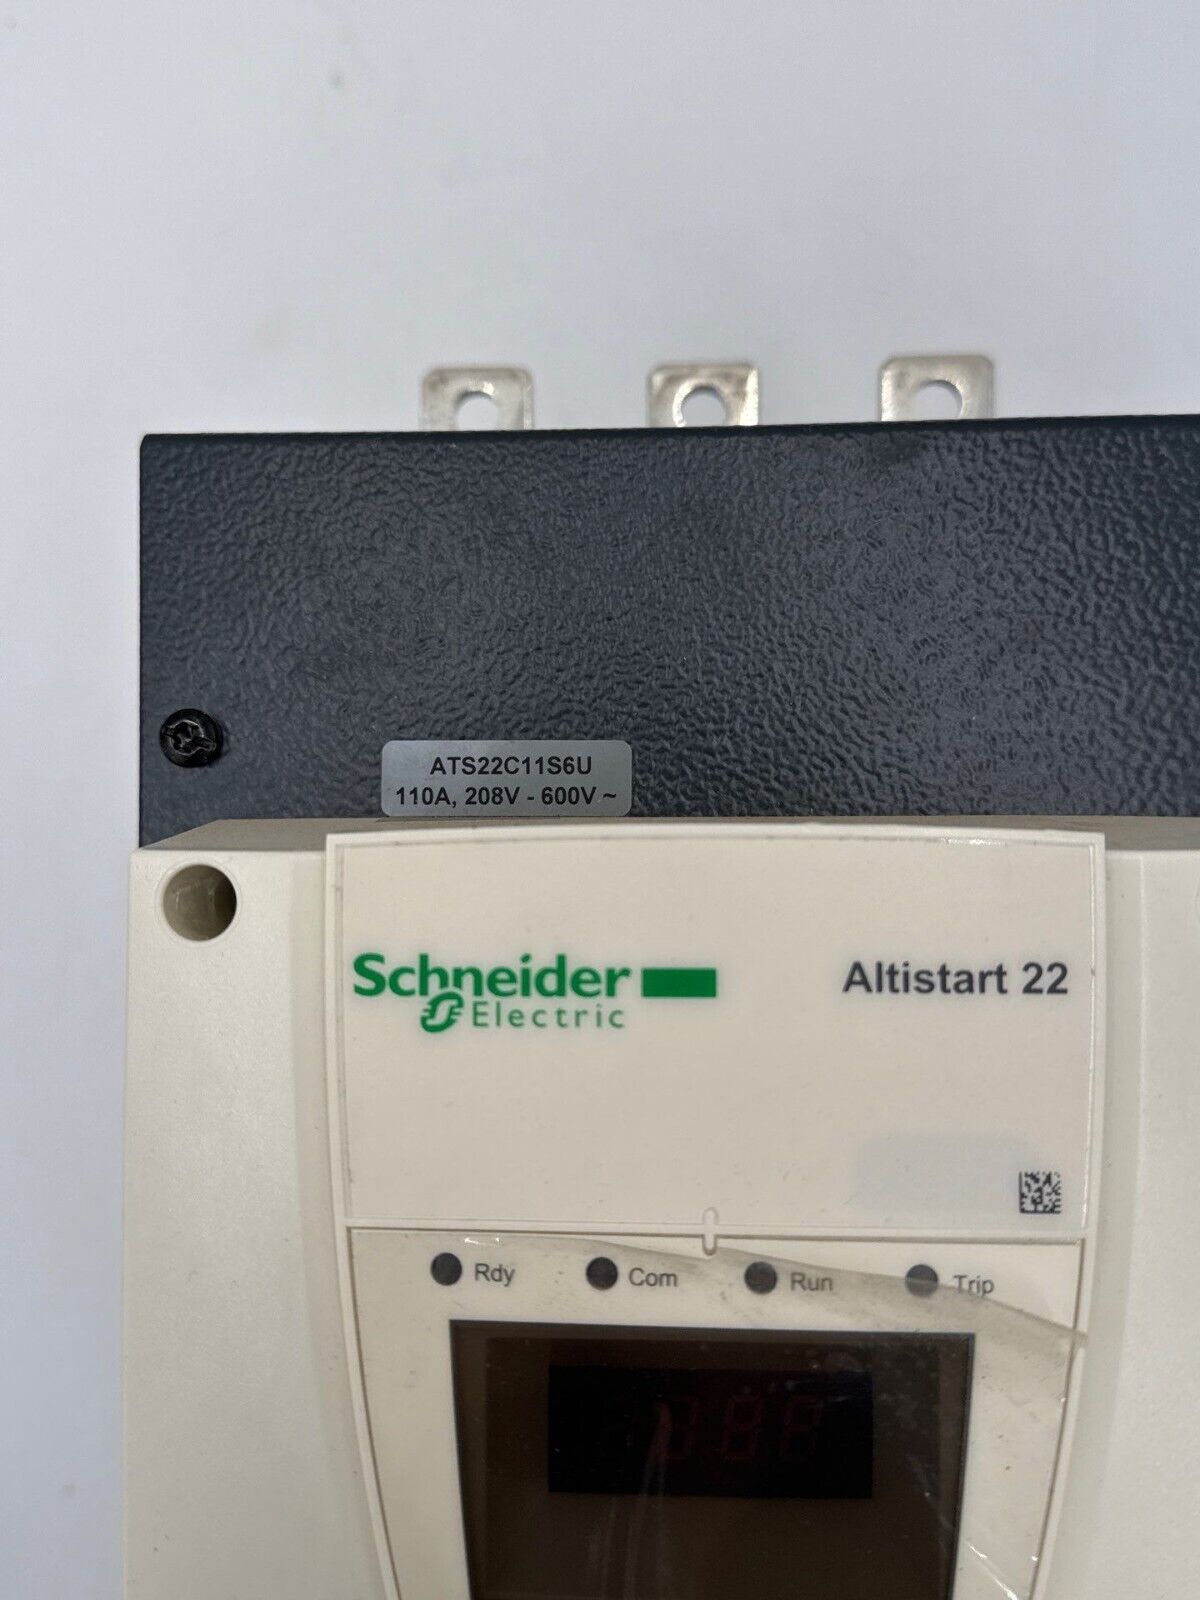 ATS22C11S6U
110A, 208V - 600V ~
Schneider
Electric
Altistart 22
Rdy Com Run Trip